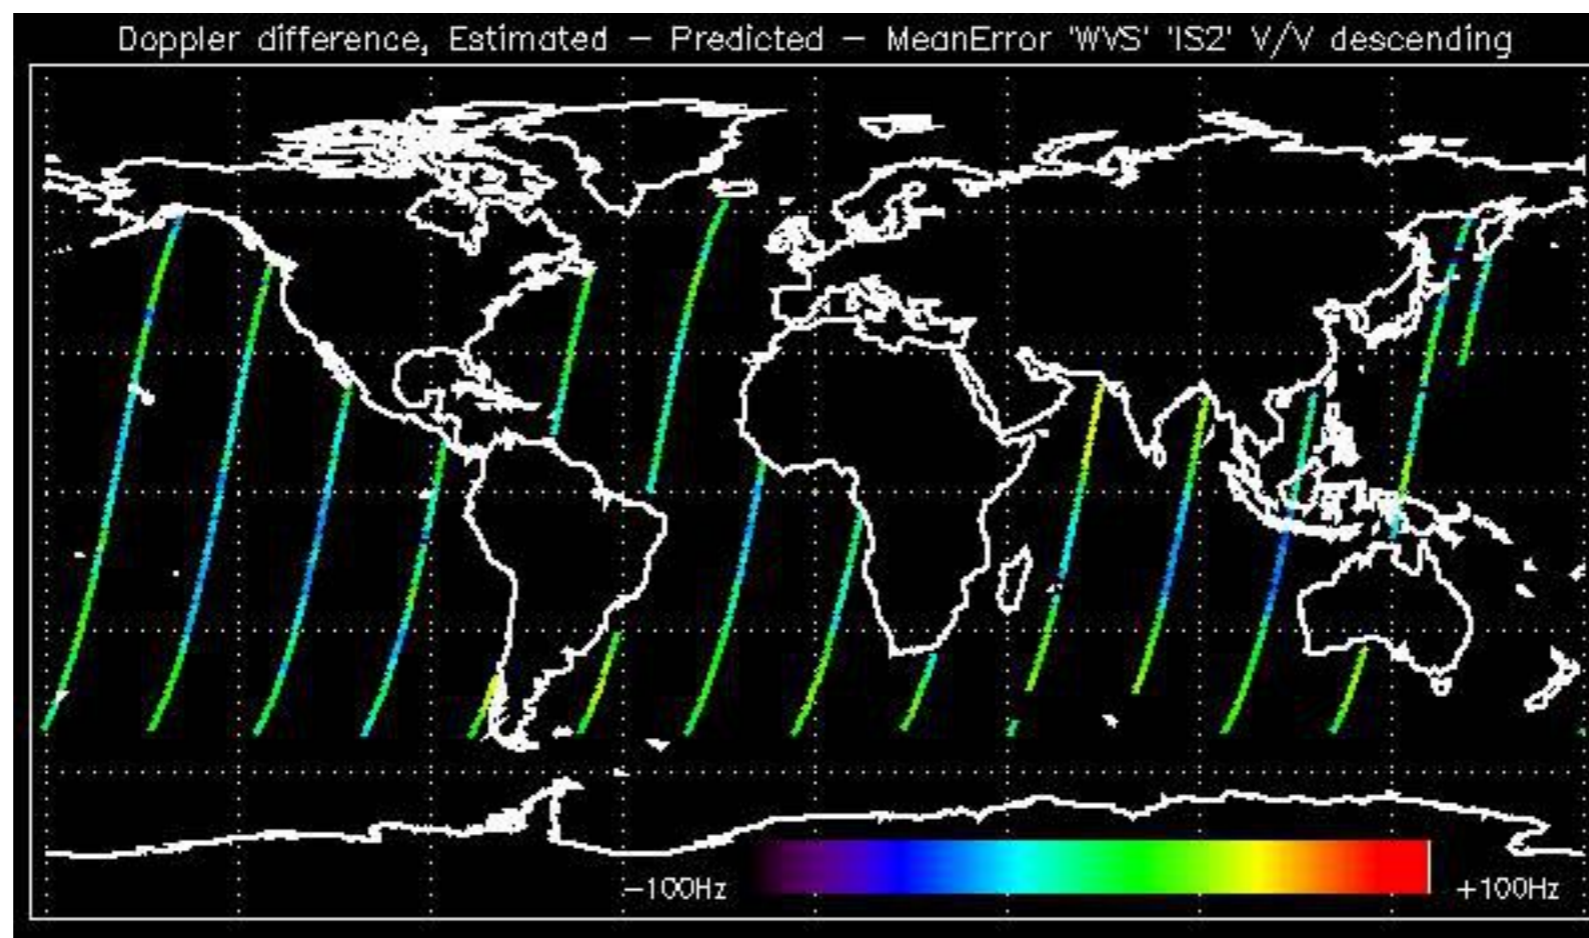 Doppler difference, Estimated - Predicted - MeanError 'WVS' 'IS2' V/V descending
-100Hz +100Hz